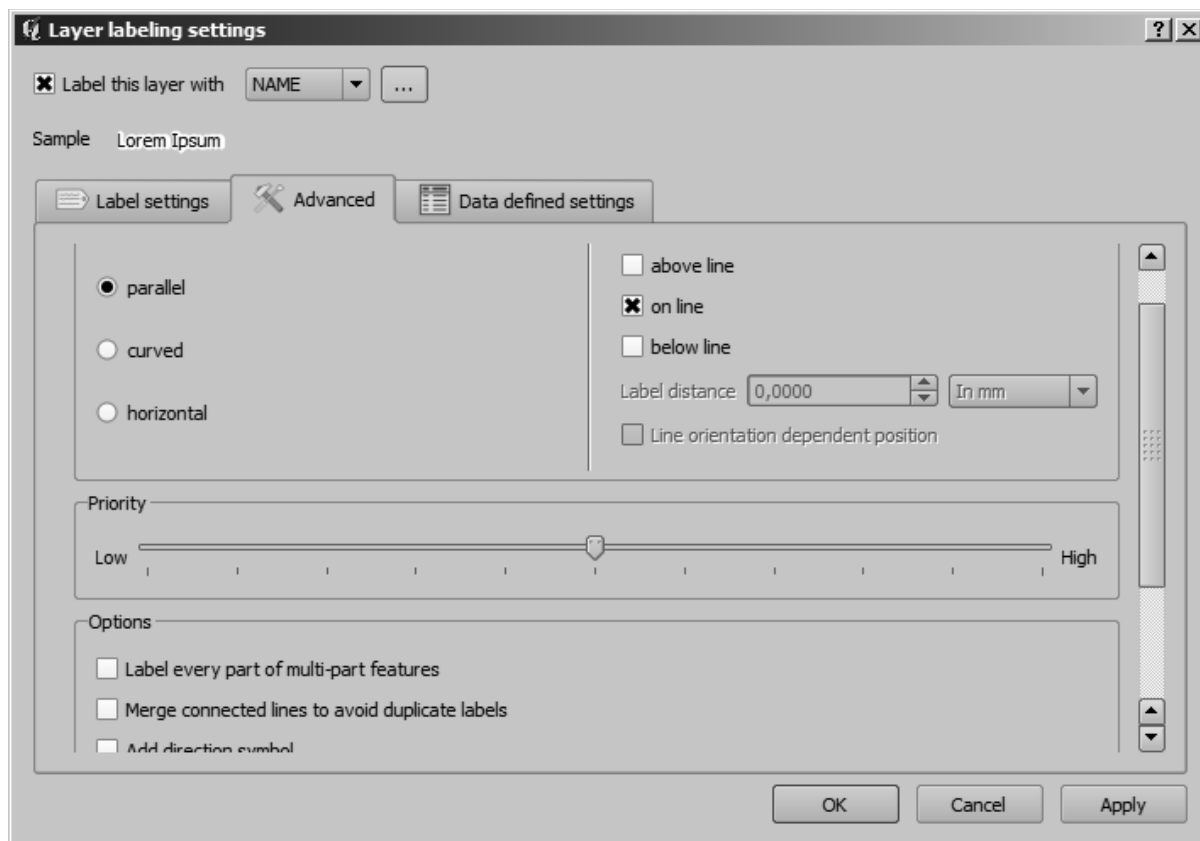 Layer labeling settings
Label this layer with NAME ...
Sample Lorem Ipsum
Label settings Advanced Data defined settings
parallel
curved
horizontal
above line
on line
below line
Label distance 0,0000 In mm
Line orientation dependent position
Priority
Low High
Options
Label every part of multi-part features
Merge connected lines to avoid duplicate labels
Add direction symbol
OK Cancel Apply